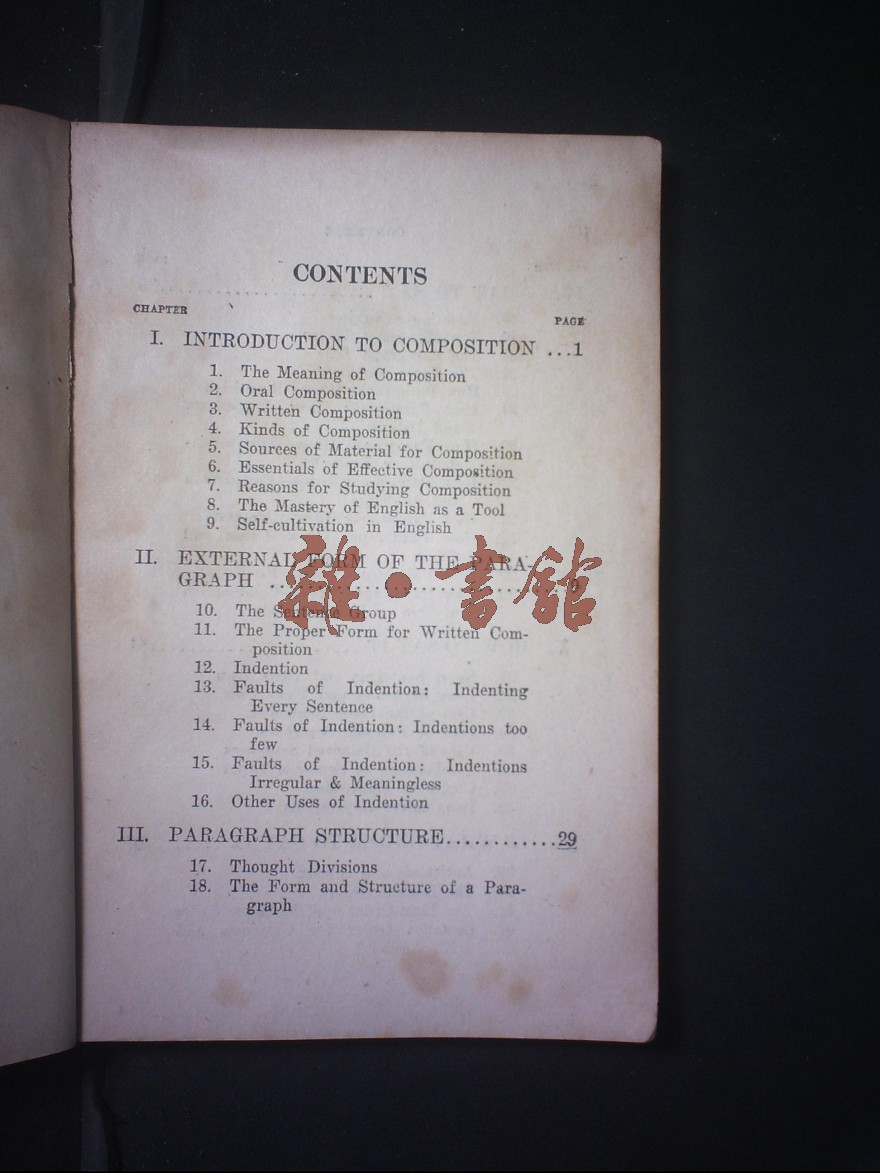 CONTENTS
CHAPTER
PAGE
I. INTRODUCTION TO COMPOSITION ...1
1. The Meaning of Composition
2. Oral Composition
3. Written Composition
4. Kinds of Composition
5. Sources of Material for Composition
6. Essentials of Effective Composition
7. Reasons for Studying Composition
8. The Mastery of English as a Tool
9. Self-cultivation in English
II. EXTERNAL FORM OF THE PARA-
GRAPH ..............................9
10. The Sentence Group
11. The Proper Form for Written Com-
position
12. Indention
13. Faults of Indention: Indenting
Every Sentence
14. Faults of Indention: Indentions too
few
15. Faults of Indention: Indentions
Irregular & Meaningless
16. Other Uses of Indention
III. PARAGRAPH STRUCTURE............29
17. Thought Divisions
18. The Form and Structure of a Para-
graph
雜·書館